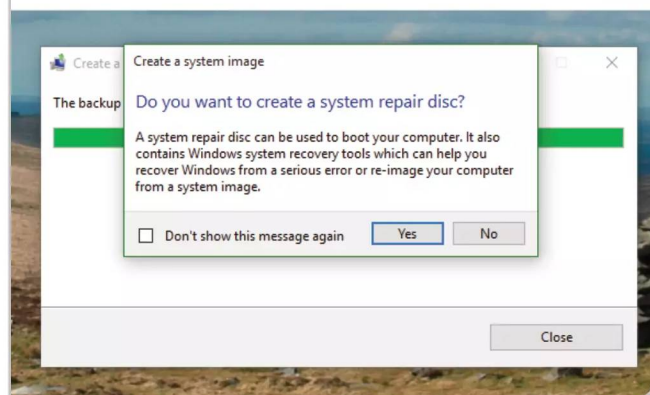 Create a
Create a system image
The backup
Do you want to create a system repair disc?
A system repair disc can be used to boot your computer. It also
contains Windows system recovery tools which can help you
recover Windows from a serious error or re-image your computer
from a system image.
Don't show this message again
Yes
No
Close